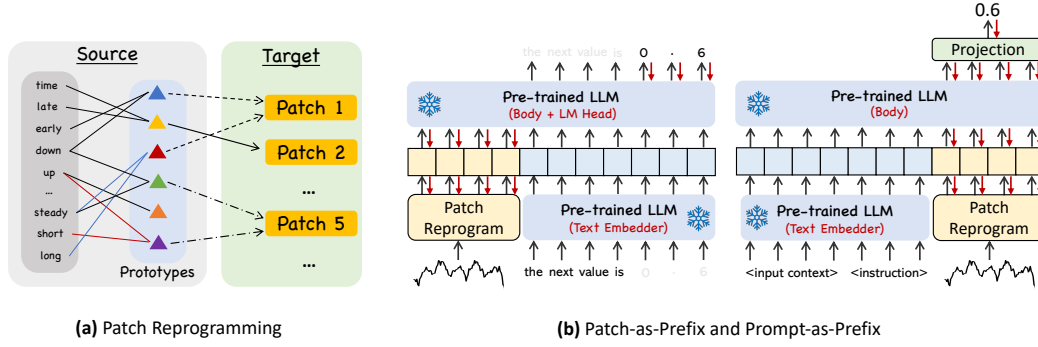 Source
Target
time
late
early
down
up
...
steady
short
long
Prototypes
Patch 1
Patch 2
...
Patch 5
...
(a) Patch Reprogramming
the next value is 0 . 6
Pre-trained LLM
(Body + LM Head)
Patch
Reprogram
Pre-trained LLM
(Text Embedder)
the next value is 0 . 6
0.6
Projection
Pre-trained LLM
(Body)
Pre-trained LLM
(Text Embedder)
Patch
Reprogram
<input context> <instruction>
(b) Patch-as-Prefix and Prompt-as-Prefix